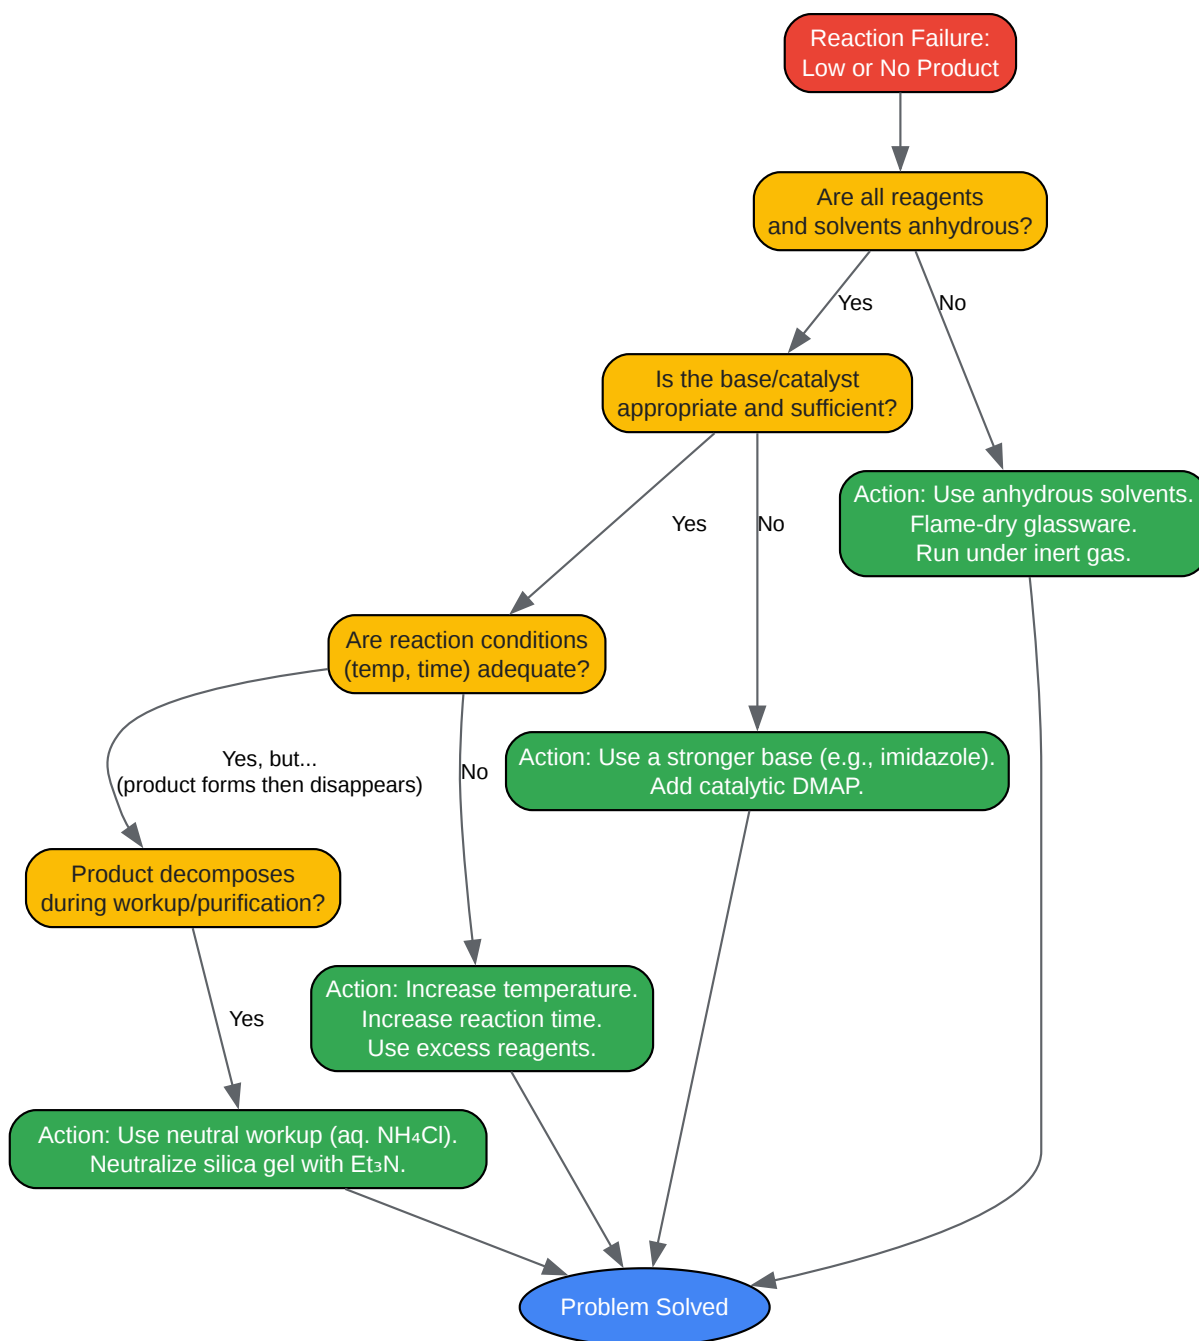 Reaction Failure:
Low or No Product
Are all reagents
and solvents anhydrous?
Yes
No
Is the base/catalyst
appropriate and sufficient?
Action: Use anhydrous solvents.
Flame-dry glassware.
Run under inert gas.
Yes
No
Are reaction conditions
(temp, time) adequate?
Yes, but...
(product forms then disappears)
No
Action: Use a stronger base (e.g., imidazole).
Add catalytic DMAP.
Product decomposes
during workup/purification?
Yes
Action: Increase temperature.
Increase reaction time.
Use excess reagents.
Action: Use neutral workup (aq. NH₄Cl).
Neutralize silica gel with Et₃N.
Problem Solved